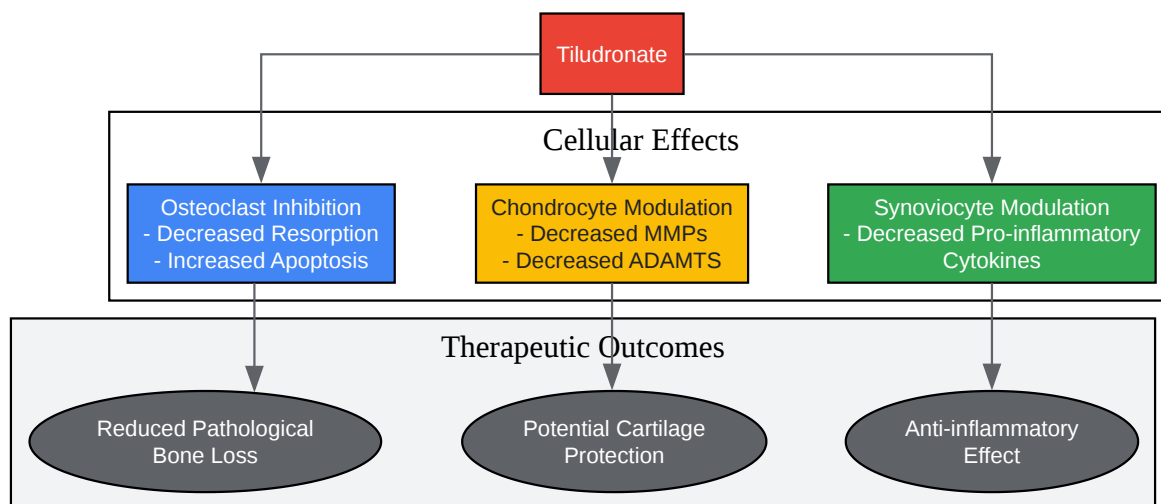 Tiludronate
Cellular Effects
Osteoclast Inhibition
- Decreased Resorption
- Increased Apoptosis
Chondrocyte Modulation
- Decreased MMPs
- Decreased ADAMTS
Synoviocyte Modulation
- Decreased Pro-inflammatory
Cytokines
Therapeutic Outcomes
Reduced Pathological
Bone Loss
Potential Cartilage
Protection
Anti-inflammatory
Effect